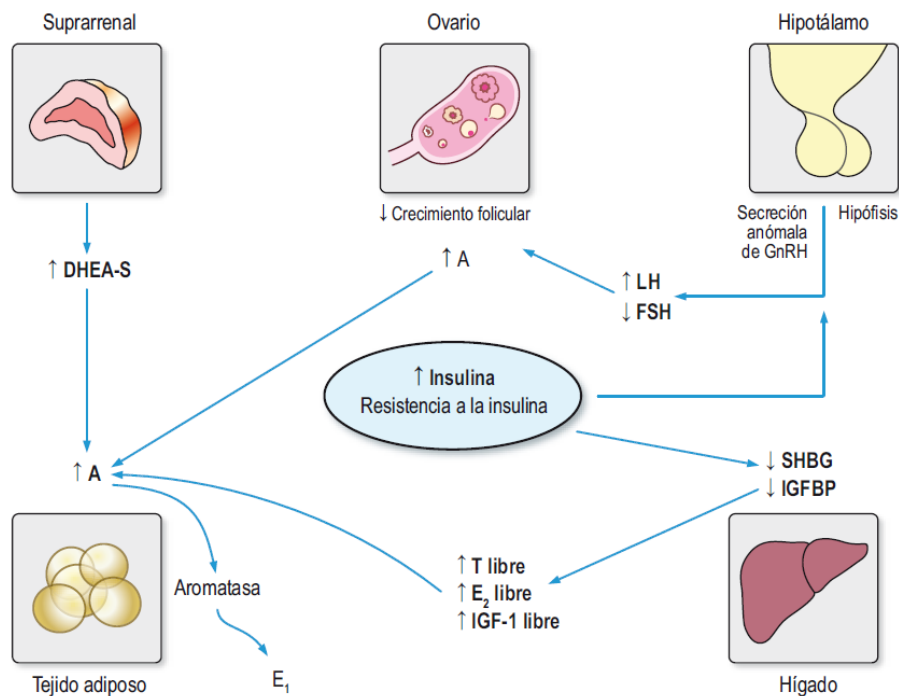 Suprarrenal
Ovario
Hipotálamo
↓ Crecimiento folicular
Secreción
anómala
de GnRH
Hipófisis
↑ DHEA-S
↑ A
↑ LH
↓ FSH
↑ Insulina
Resistencia a la insulina
↑ A
↓ SHBG
↓ IGFBP
Aromatasa
↑ T libre
↑ E₂ libre
↑ IGF-1 libre
Tejido adiposo
E₁
Hígado